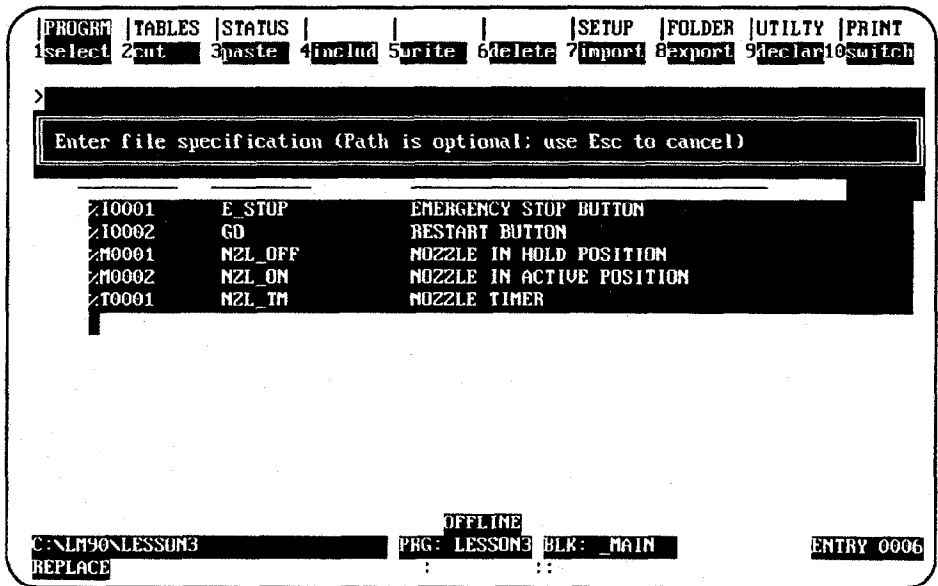 |PROGRM |TABLES |STATUS | | | |SETUP |FOLDER |UTILTY |PRINT
1select 2cut 3paste 4includ 5write 6delete 7import 8export 9declar10switch
>
Enter file specification (Path is optional; use Esc to cancel)
%I0001 E_STOP EMERGENCY STOP BUTTON
%I0002 GO RESTART BUTTON
%M0001 NZL_OFF NOZZLE IN HOLD POSITION
%M0002 NZL_ON NOZZLE IN ACTIVE POSITION
%T0001 NZL_TM NOZZLE TIMER
OFFLINE
C:\LM90\LESSON3 PRG: LESSON3 BLK: _MAIN ENTRY 0006
REPLACE : ::